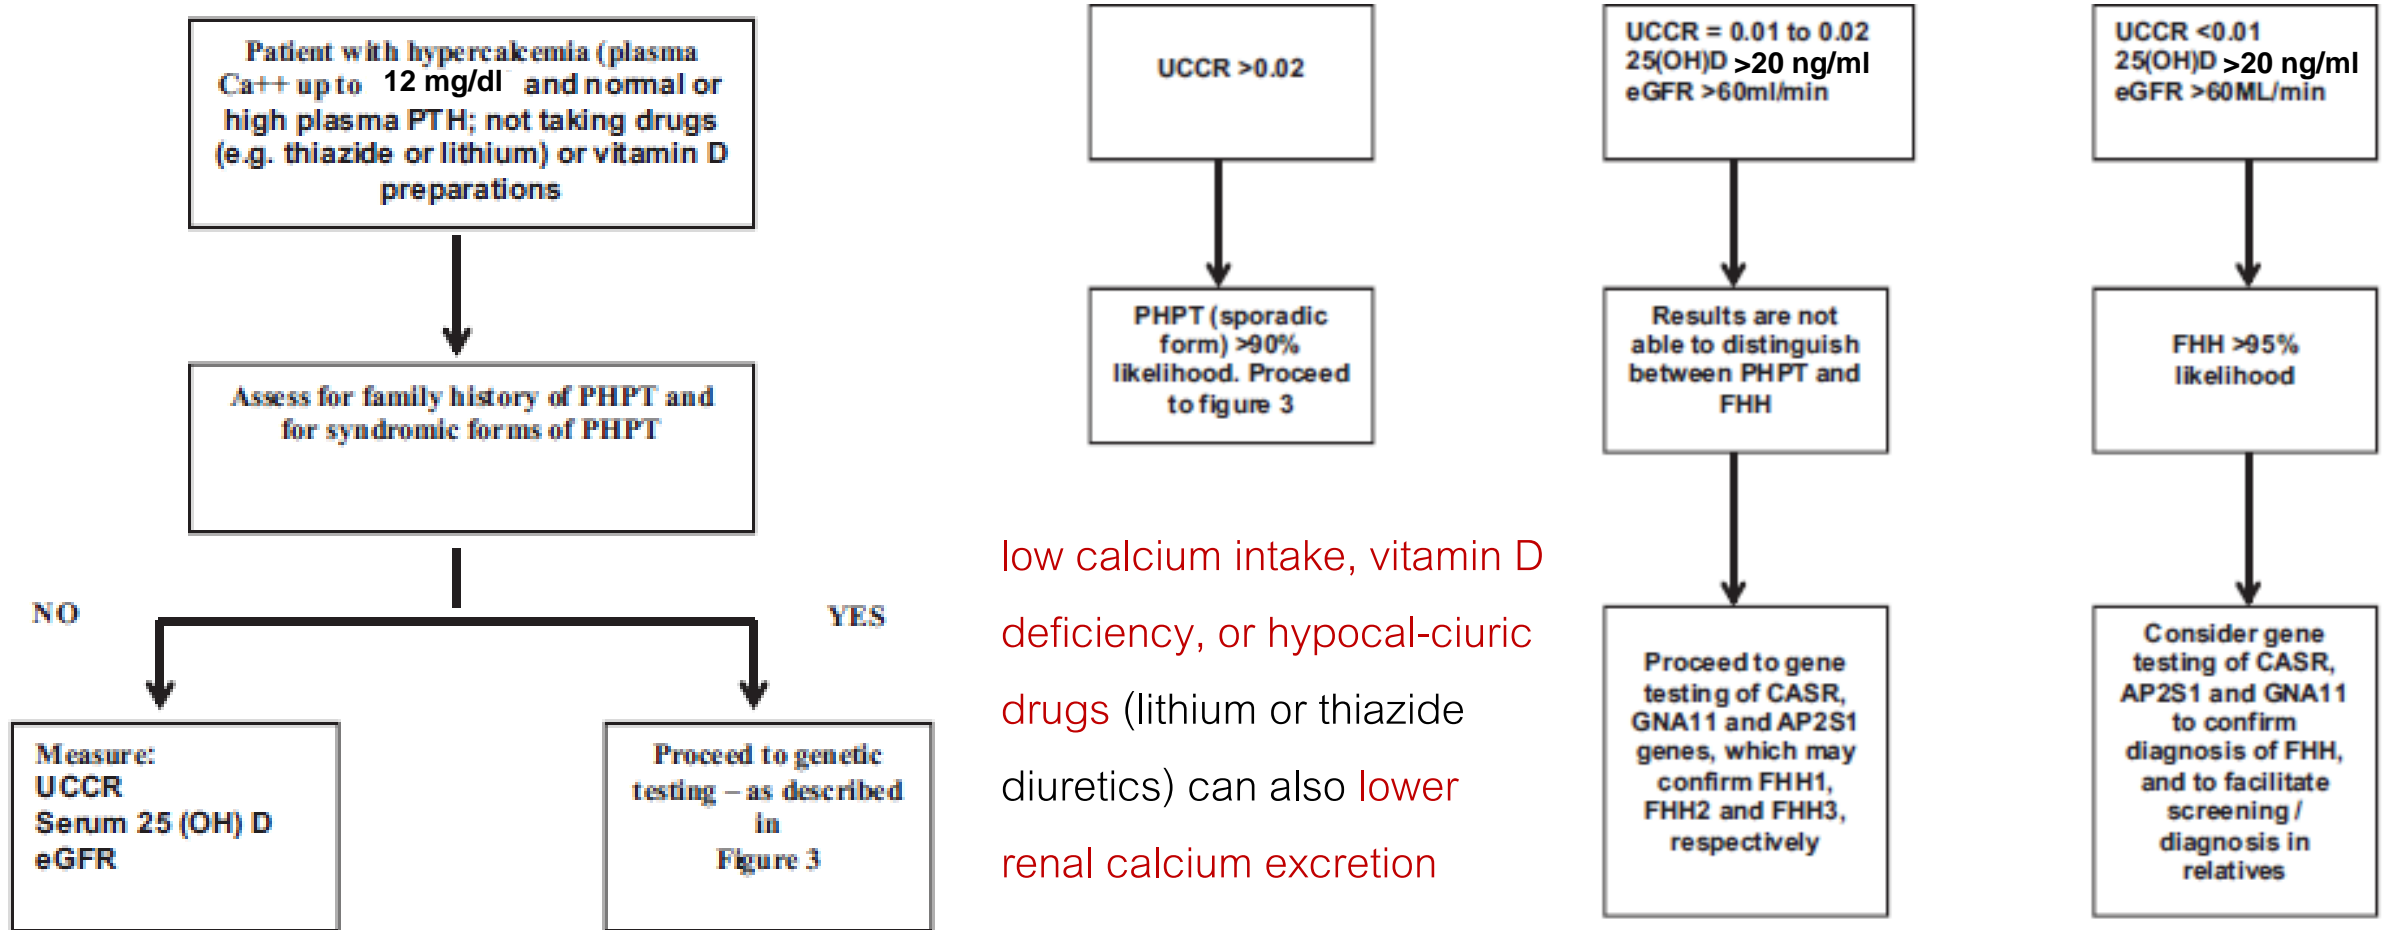 Patient with hypercalcemia (plasma
Ca++ up to 12 mg/dl and normal or
high plasma PTH; not taking drugs
(e.g. thiazide or lithium) or vitamin D
preparations
Assess for family history of PHPT and
for syndromic forms of PHPT
NO
YES
Measure:
UCCR
Serum 25 (OH) D
eGFR
Proceed to genetic
testing – as described
in
Figure 3
UCCR >0.02
PHPT (sporadic
form) >90%
likelihood. Proceed
to figure 3
low calcium intake, vitamin D
deficiency, or hypocal-ciuric
drugs (lithium or thiazide
diuretics) can also lower
renal calcium excretion
UCCR = 0.01 to 0.02
25(OH)D >20 ng/ml
eGFR >60ml/min
Results are not
able to distinguish
between PHPT and
FHH
Proceed to gene
testing of CASR,
GNA11 and AP2S1
genes, which may
confirm FHH1,
FHH2 and FHH3,
respectively
UCCR <0.01
25(OH)D >20 ng/ml
eGFR >60ML/min
FHH >95%
likelihood
Consider gene
testing of CASR,
AP2S1 and GNA11
to confirm
diagnosis of FHH,
and to facilitate
screening /
diagnosis in
relatives